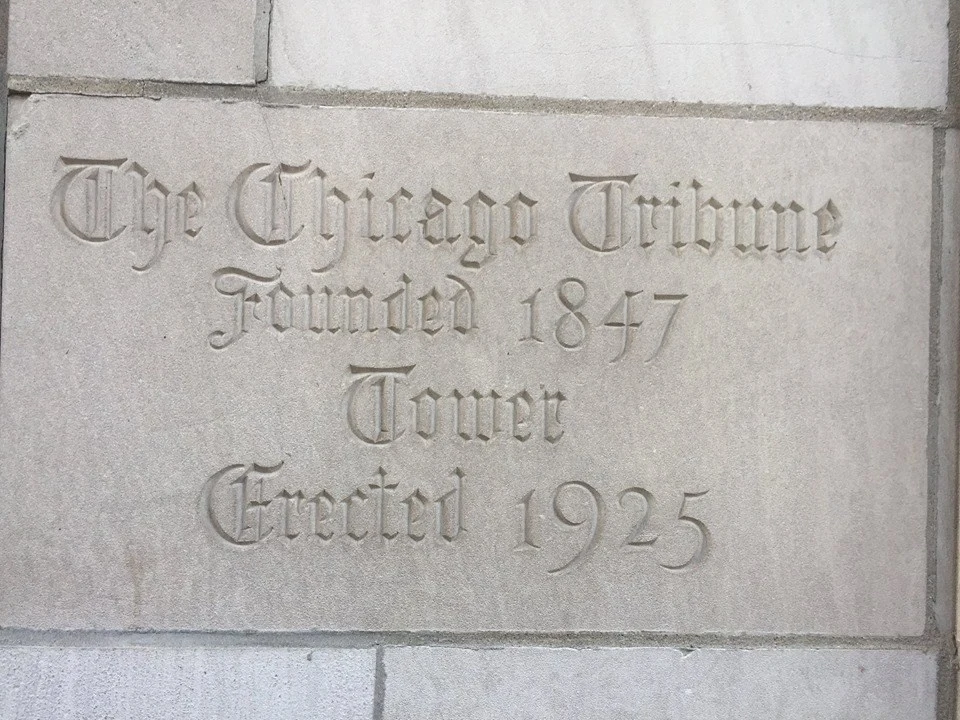 The Chicago Tribune
Founded 1847
Tower
Erected 1925